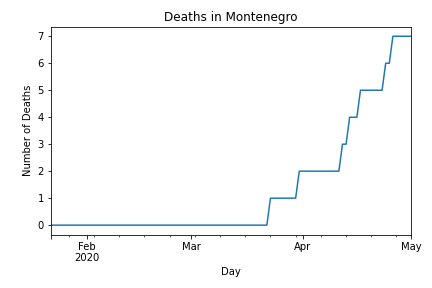 Deaths in Montenegro
7
6
5
4
3
2
1
0
Number of Deaths
Feb
2020
Mar
Apr
May
Day